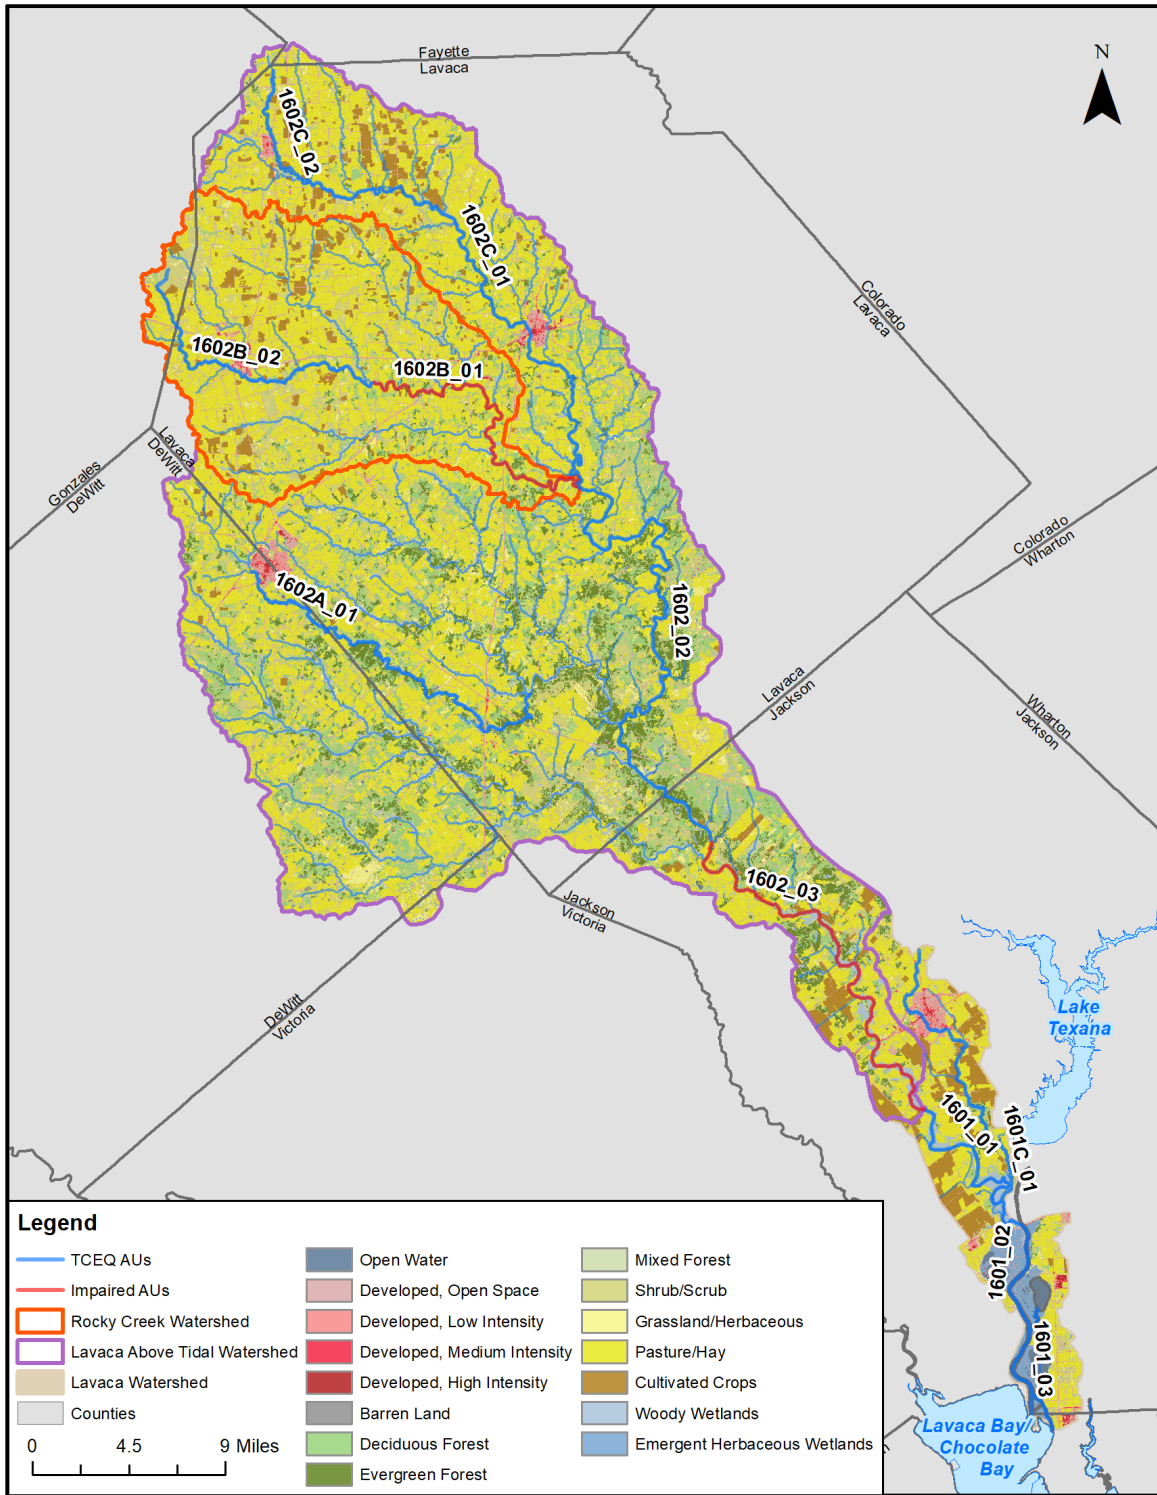 Fayette
Lavaca
N
1602C_02
1602C_01
Colorado
Lavaca
1602B_02
1602B_01
Lavaca
DeWitt
Gonzales
DeWitt
Colorado
Wharton
1602A_01
1602_02
Lavaca
Jackson
Wharton
Jackson
1602_03
Jackson
Victoria
DeWitt
Victoria
Lake
Texana
1601_01
1601C_01
1601_02
1601_03
Lavaca Bay/
Chocolate
Bay
Legend
TCEQ AUs
Impaired AUs
Rocky Creek Watershed
Lavaca Above Tidal Watershed
Lavaca Watershed
Counties
0 4.5 9 Miles
Open Water
Developed, Open Space
Developed, Low Intensity
Developed, Medium Intensity
Developed, High Intensity
Barren Land
Deciduous Forest
Evergreen Forest
Mixed Forest
Shrub/Scrub
Grassland/Herbaceous
Pasture/Hay
Cultivated Crops
Woody Wetlands
Emergent Herbaceous Wetlands